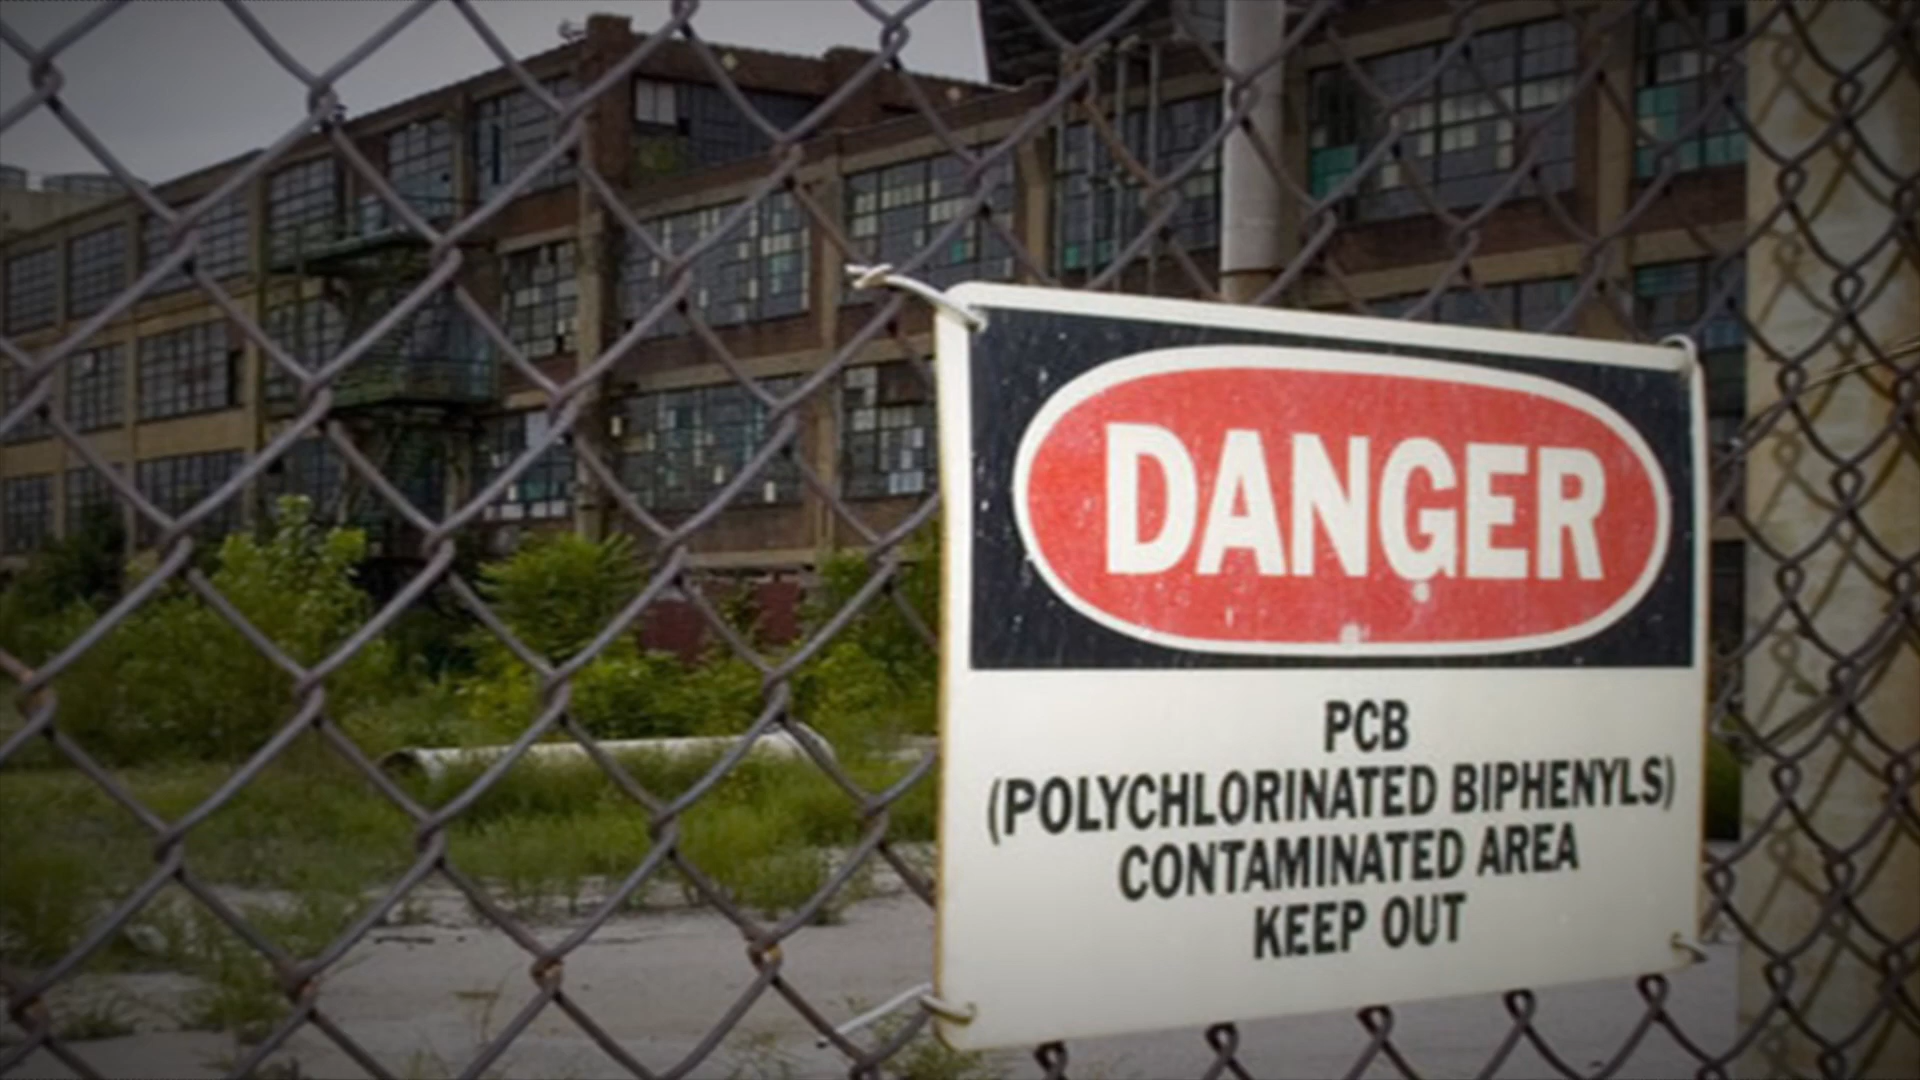 DANGER
PCB
(POLYCHLORINATED BIPHENYLS)
CONTAMINATED AREA
KEEP OUT